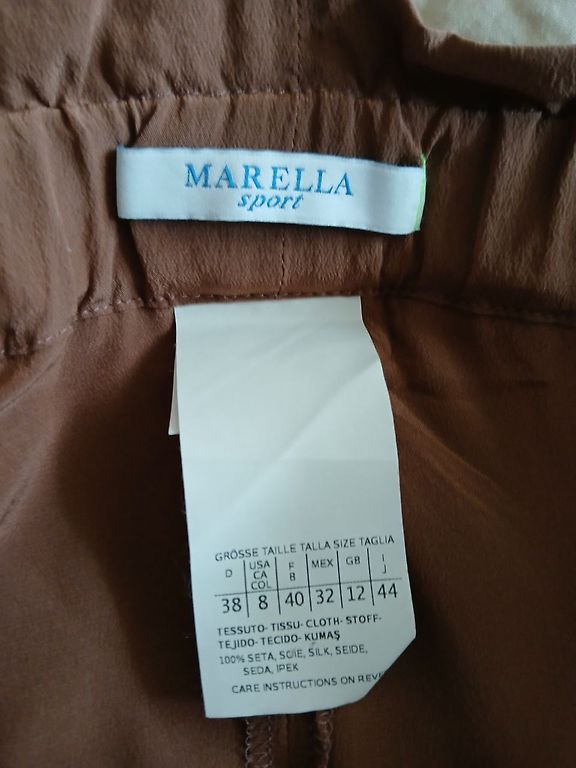 MARELLA
sport
GRÖSSE TAILLE TALLA SIZE TAGLIA
D USA CA COL F B MEX GB I J
38 8 40 32 12 44
TESSUTO-TISSU-CLOTH-STOFF-
TEJIDO-TECIDO-KUMAŞ
100% SETA, SOIE, SILK, SEIDE,
SEDA, IPEK
CARE INSTRUCTIONS ON REVE